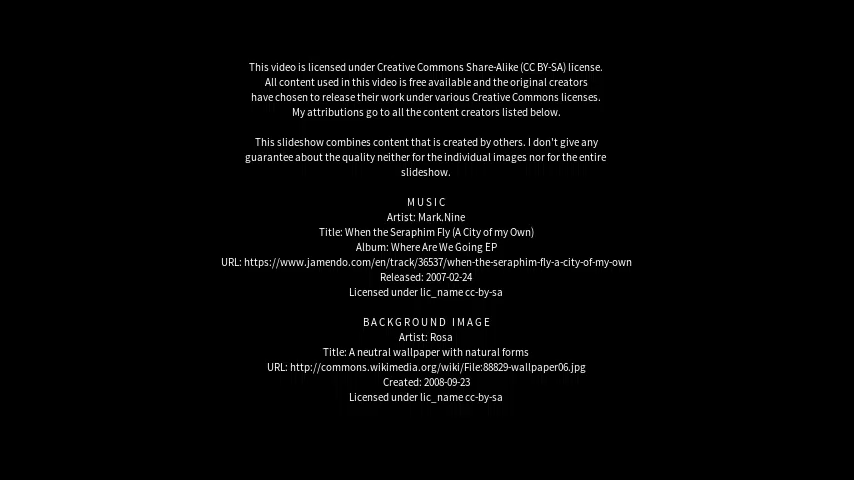 This video is licensed under Creative Commons Share-Alike (CC BY-SA) license.
All content used in this video is free available and the original creators
have chosen to release their work under various Creative Commons licenses.
My attributions go to all the content creators listed below.
This slideshow combines content that is created by others. I don't give any
guarantee about the quality neither for the individual images nor for the entire
slideshow.
MUSIC
Artist: Mark.Nine
Title: When the Seraphim Fly (A City of my Own)
Album: Where Are We Going EP
URL: https://www.jamendo.com/en/track/36537/when-the-seraphim-fly-a-city-of-my-own
Released: 2007-02-24
Licensed under lic_name cc-by-sa
BACKGROUND IMAGE
Artist: Rosa
Title: A neutral wallpaper with natural forms
URL: http://commons.wikimedia.org/wiki/File:88829-wallpaper06.jpg
Created: 2008-09-23
Licensed under lic_name cc-by-sa